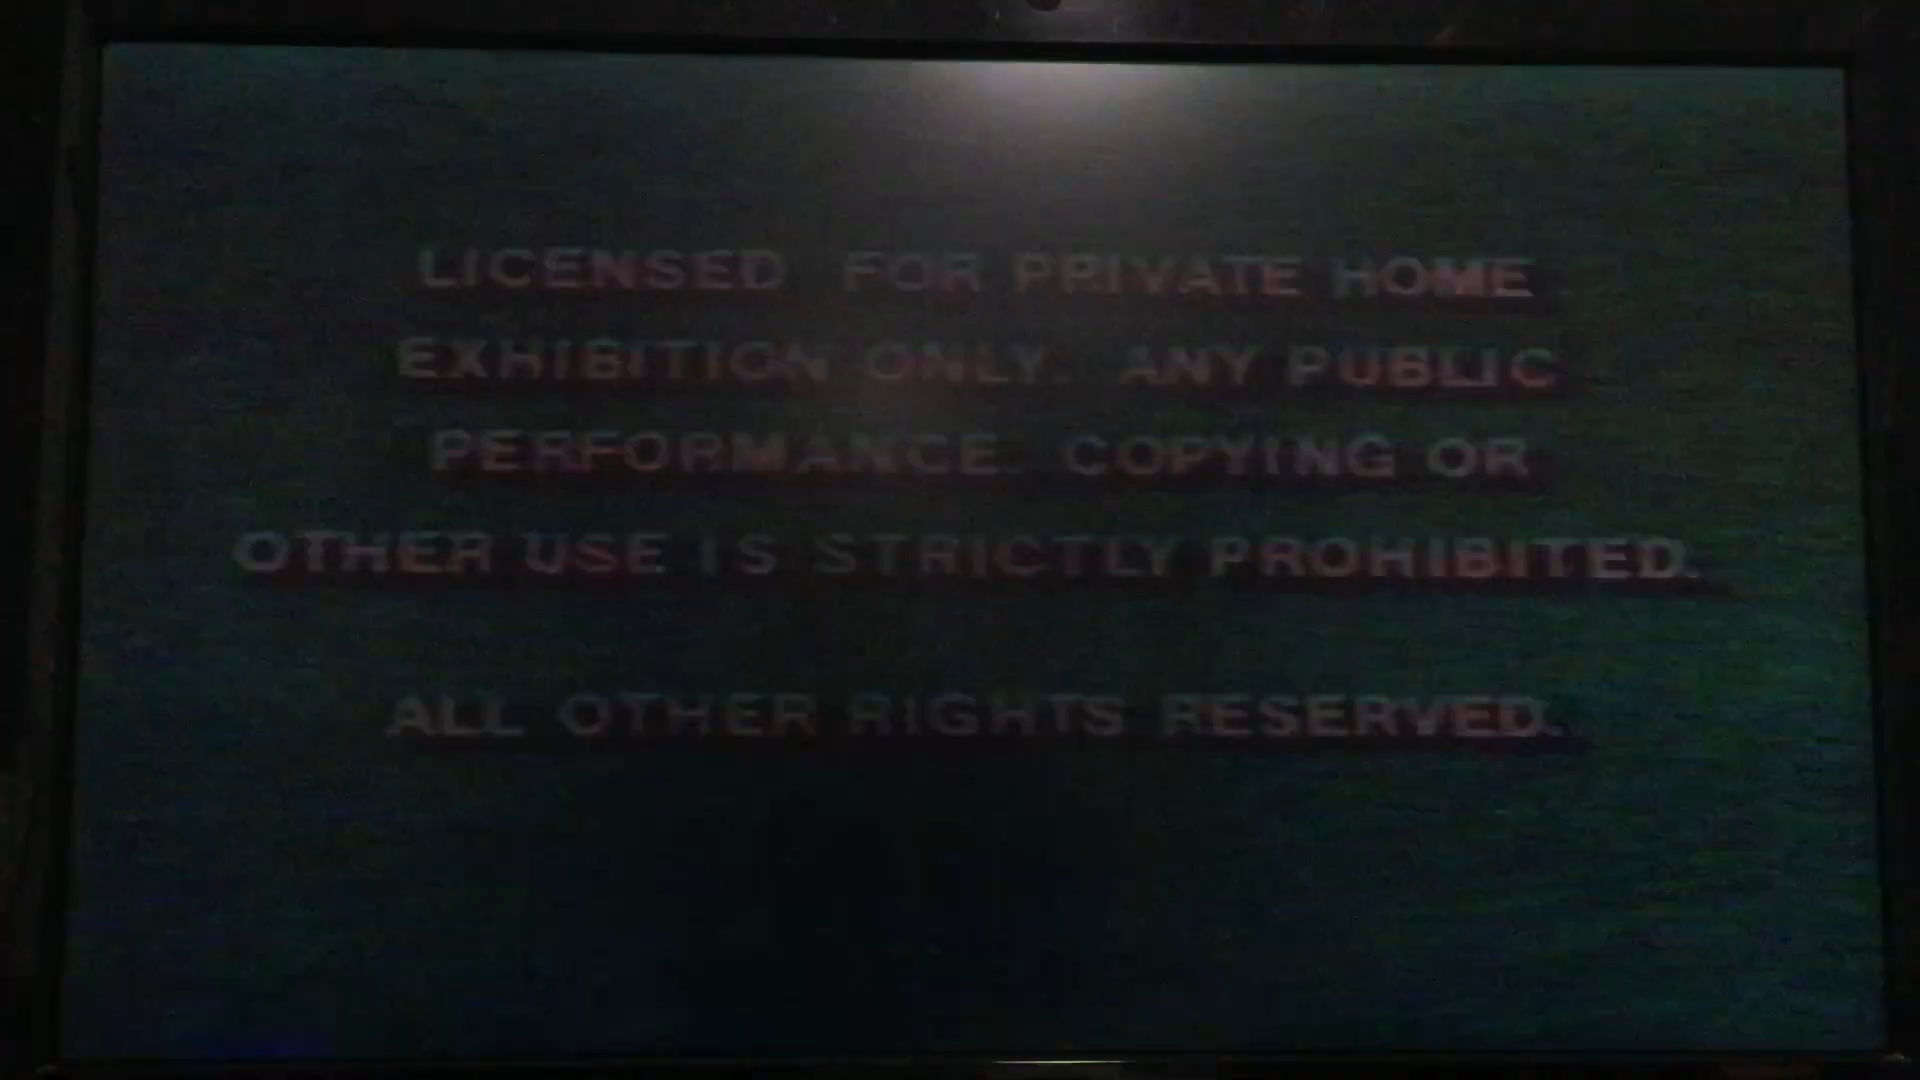 LICENSED FOR PRIVATE HOME
EXHIBITION ONLY. ANY PUBLIC
PERFORMANCE. COPYING OR
OTHER USE IS STRICTLY PROHIBITED.
ALL OTHER RIGHTS RESERVED.